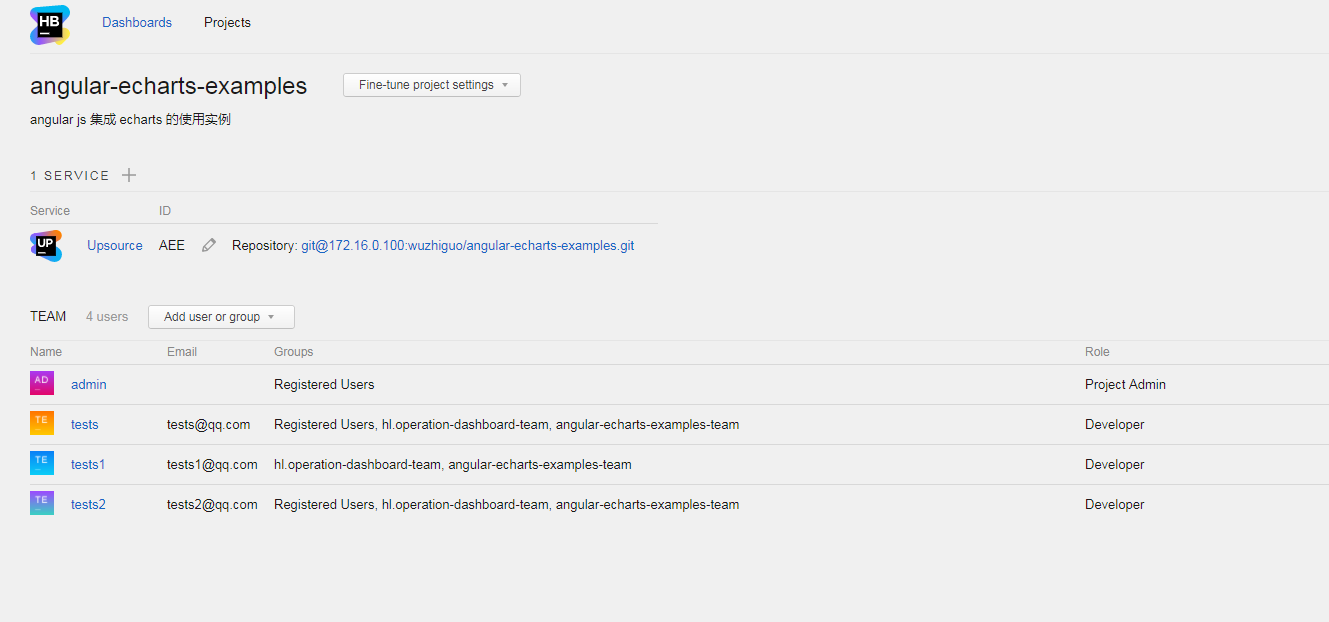 HB Dashboards Projects
angular-echarts-examples Fine-tune project settings
angular js 集成 echarts 的使用实例
1 SERVICE
Service ID
UP Upsource AEE Repository: git@172.16.0.100:wuzhiguo/angular-echarts-examples.git
TEAM 4 users Add user or group
Name Email Groups Role
AD admin Registered Users Project Admin
TE tests tests@qq.com Registered Users, hl.operation-dashboard-team, angular-echarts-examples-team Developer
TE tests1 tests1@qq.com hl.operation-dashboard-team, angular-echarts-examples-team Developer
TE tests2 tests2@qq.com Registered Users, hl.operation-dashboard-team, angular-echarts-examples-team Developer